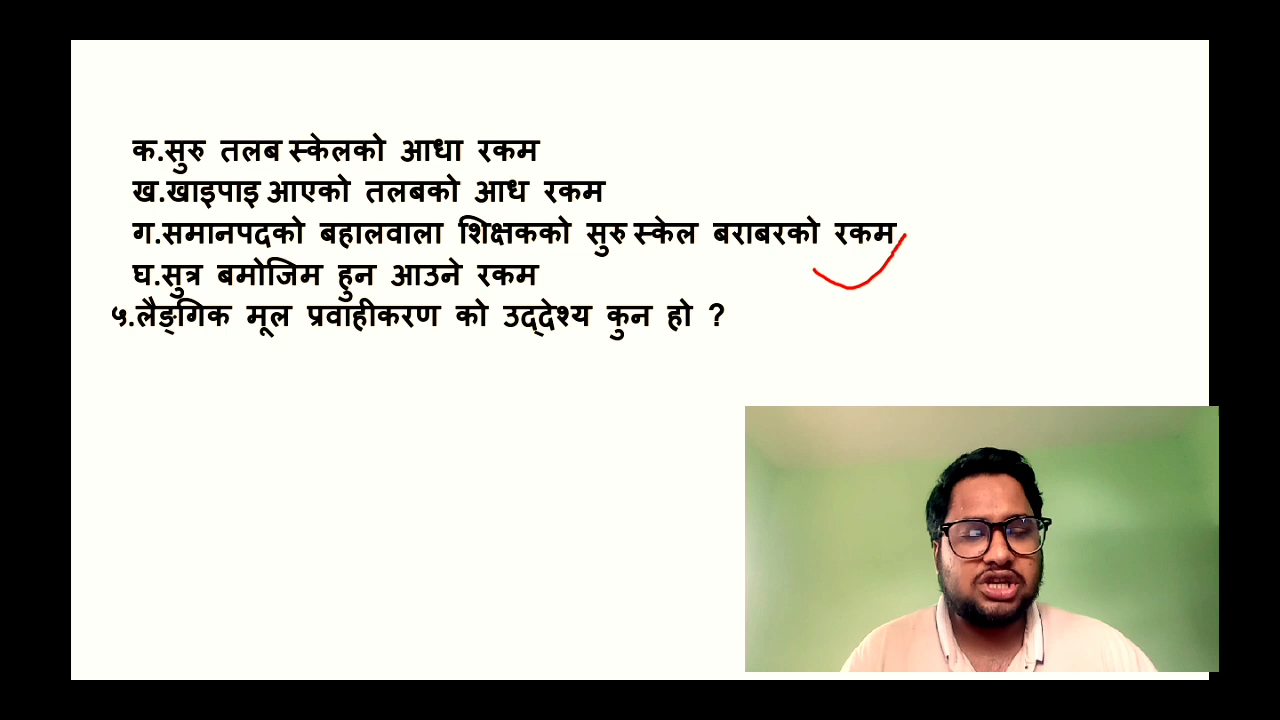 क.सुरु तलब स्केलको आधा रकम
ख.खाइपाइ आएको तलबको आध रकम
ग.समानपदको बहालवाला शिक्षकको सुरु स्केल बराबरको रकम
घ.सुत्र बमोजिम हुन आउने रकम
५.लैङ्गिक मूल प्रवाहीकरण को उद्देश्य कुन हो ?